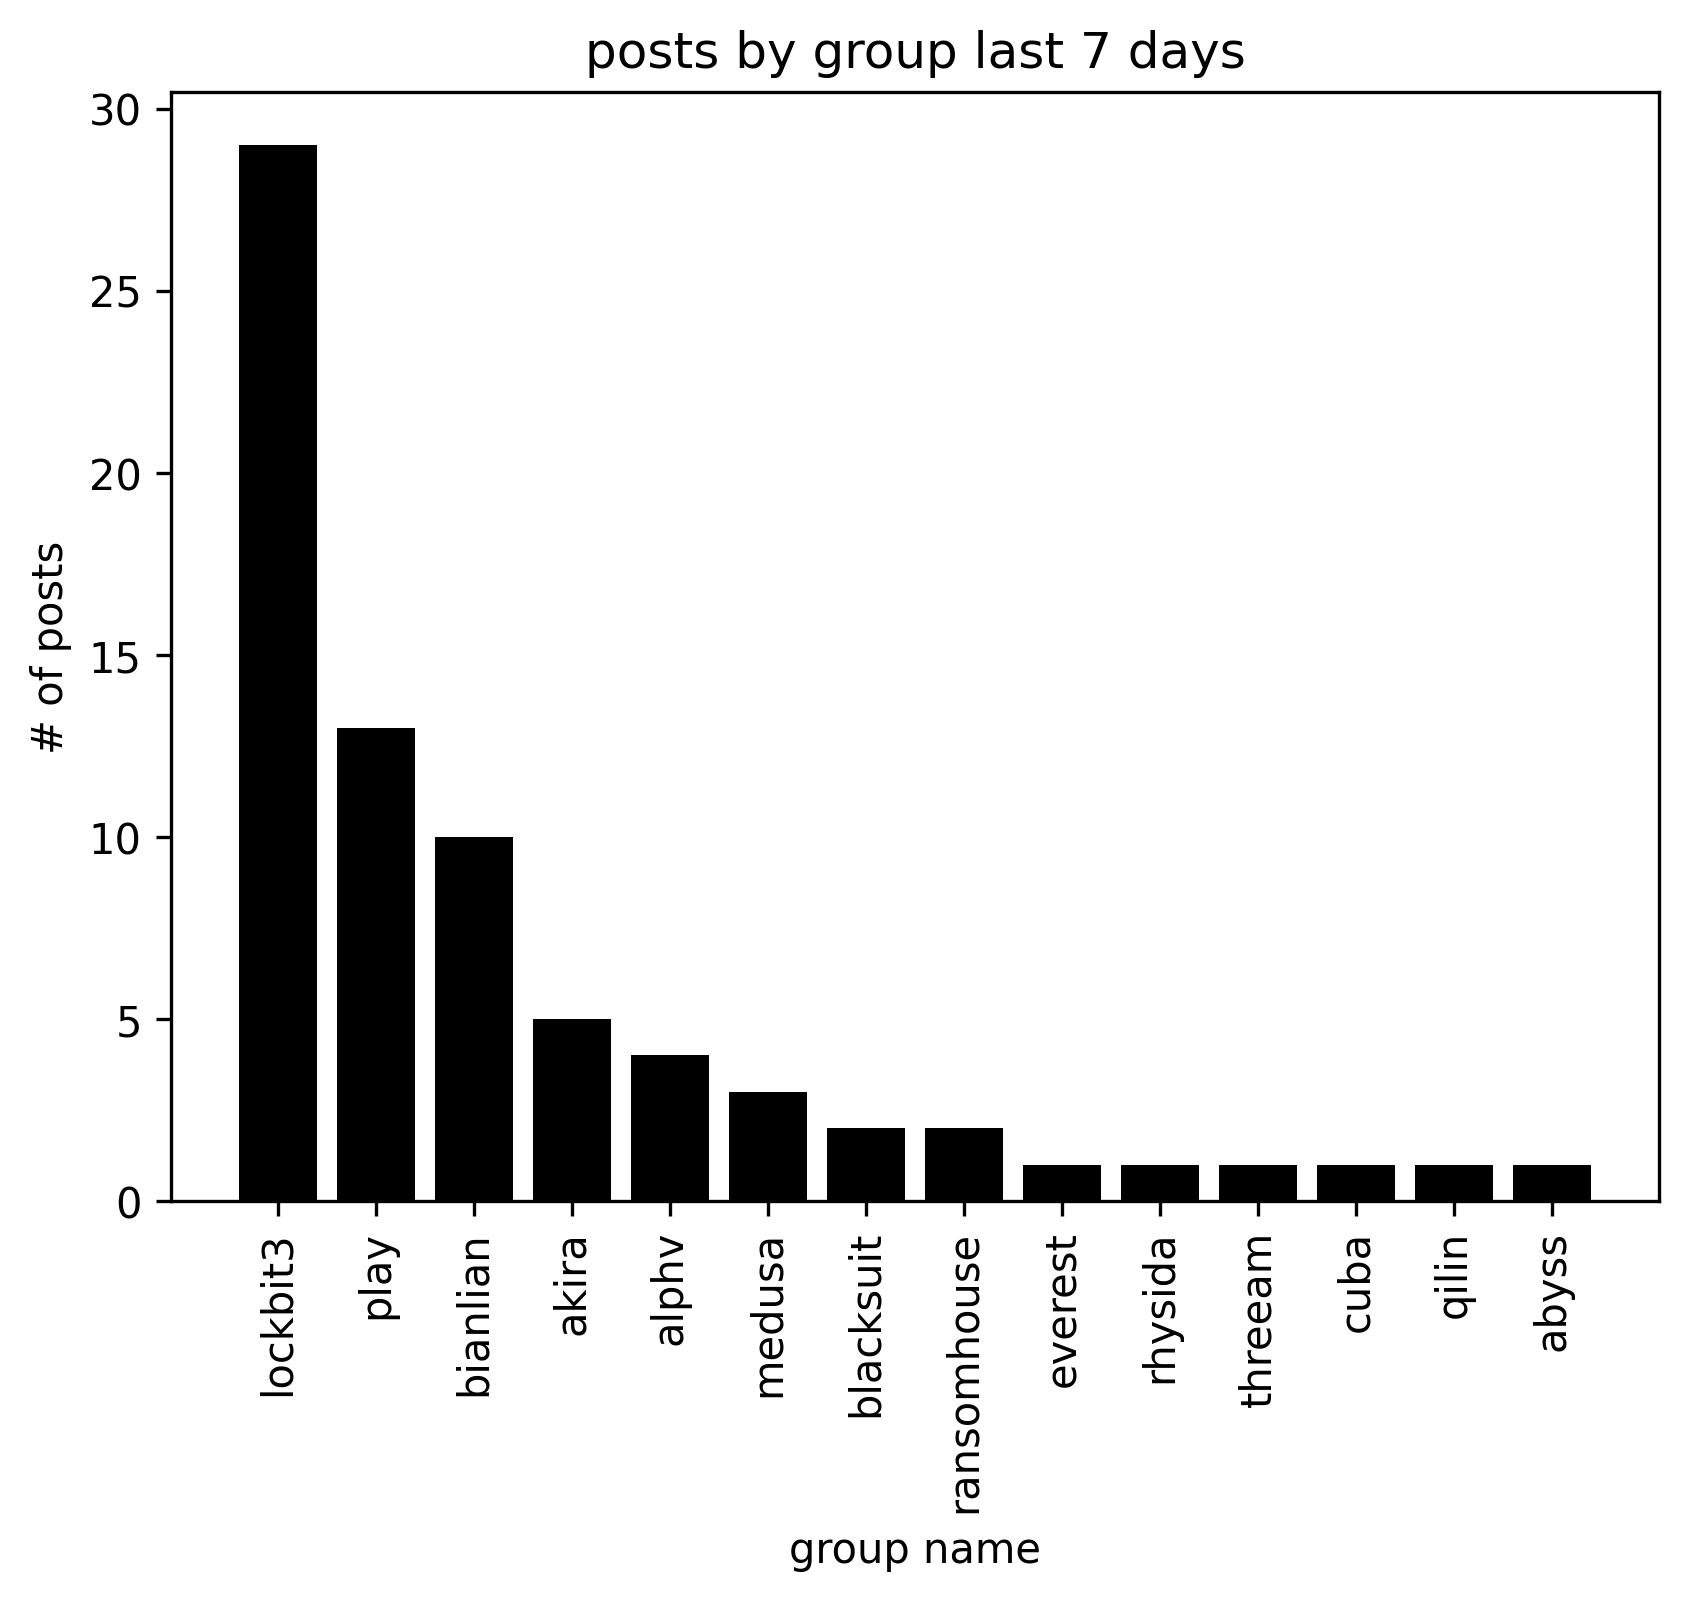 posts by group last 7 days
30
25
20
15
10
5
0
# of posts
lockbit3
play
bianlian
akira
alphv
medusa
blacksuit
ransomhouse
everest
rhysida
threeam
cuba
qilin
abyss
group name